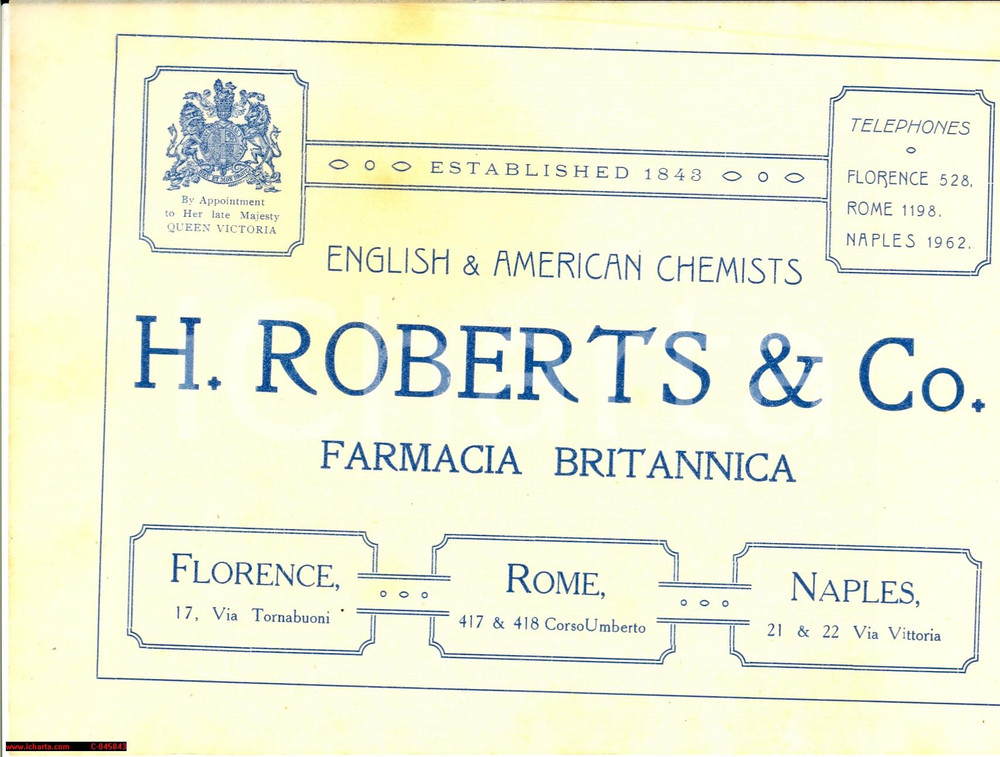 By Appointment
to Her late Majesty
QUEEN VICTORIA
ESTABLISHED 1843
TELEPHONES
FLORENCE 528.
ROME 1198.
NAPLES 1962.
ENGLISH & AMERICAN CHEMISTS
H. ROBERTS & Co.
FARMACIA BRITANNICA
FLORENCE,
17, Via Tornabuoni
ROME,
417 & 418 Corso Umberto
NAPLES,
21 & 22 Via Vittoria
www.icharta.com C-045843